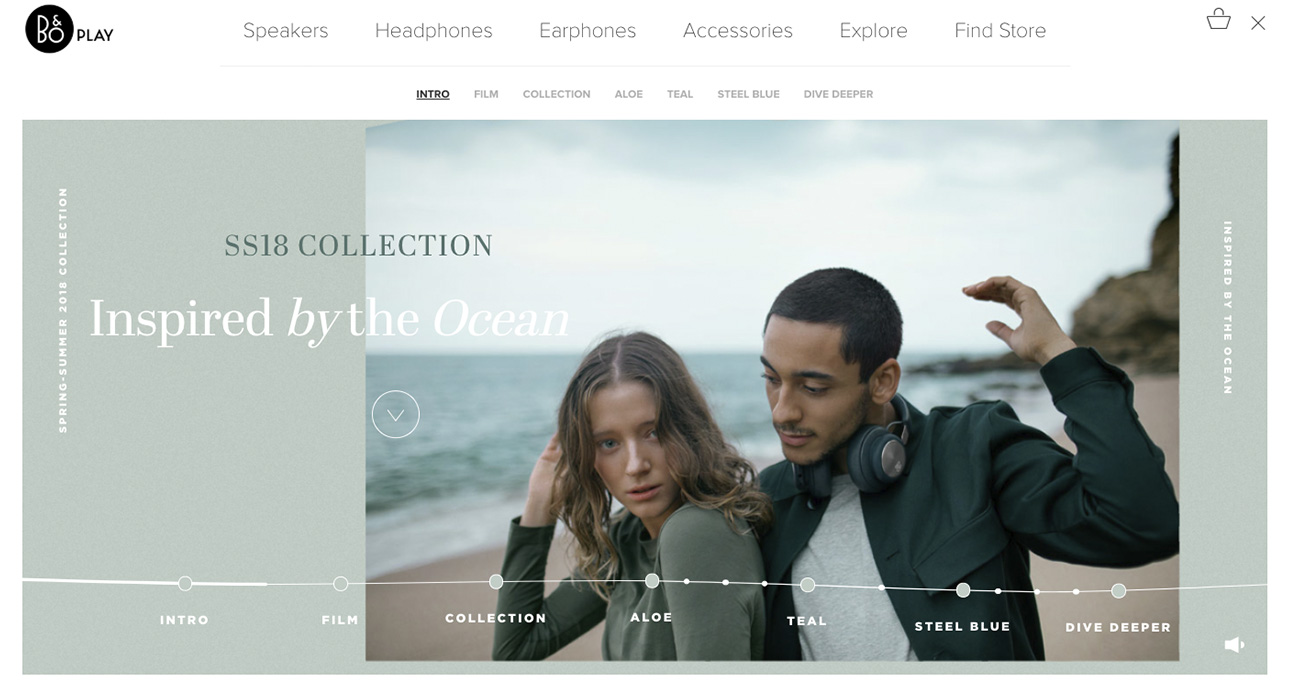 B&O PLAY
Speakers Headphones Earphones Accessories Explore Find Store
INTRO FILM COLLECTION ALOE TEAL STEEL BLUE DIVE DEEPER
SPRING-SUMMER 2018 COLLECTION
SS18 COLLECTION
Inspired by the Ocean
INSPIRED BY THE OCEAN
INTRO FILM COLLECTION ALOE TEAL STEEL BLUE DIVE DEEPER